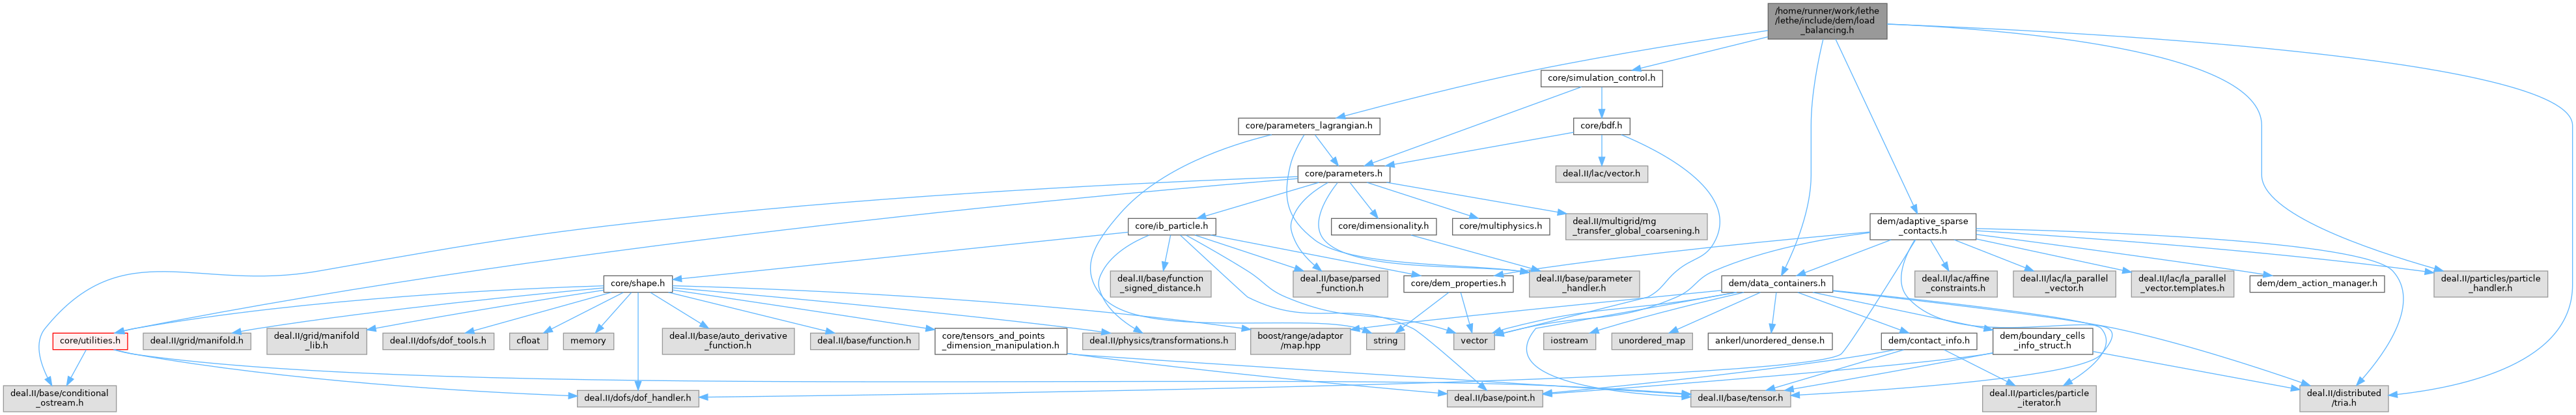 /home/runner/work/lethe
/lethe/include/dem/load
_balancing.h
core/simulation_control.h
core/parameters_lagrangian.h
core/bdf.h
core/parameters.h
deal.II/lac/vector.h
core/ib_particle.h
core/dimensionality.h
core/multiphysics.h
deal.II/multigrid/mg
_transfer_global_coarsening.h
dem/adaptive_sparse
_contacts.h
core/shape.h
deal.II/base/function
_signed_distance.h
deal.II/base/parsed
_function.h
core/dem_properties.h
deal.II/base/parameter
_handler.h
dem/data_containers.h
deal.II/lac/affine
_constraints.h
deal.II/lac/la_parallel
_vector.h
deal.II/lac/la_parallel
_vector.templates.h
dem/dem_action_manager.h
deal.II/particles/particle
_handler.h
core/utilities.h
deal.II/grid/manifold.h
deal.II/grid/manifold
_lib.h
deal.II/dofs/dof_tools.h
cfloat
memory
deal.II/base/auto_derivative
_function.h
deal.II/base/function.h
core/tensors_and_points
_dimension_manipulation.h
deal.II/physics/transformations.h
boost/range/adaptor
/map.hpp
string
vector
iostream
unordered_map
ankerl/unordered_dense.h
dem/contact_info.h
dem/boundary_cells
_info_struct.h
deal.II/base/conditional
_ostream.h
deal.II/dofs/dof_handler.h
deal.II/base/point.h
deal.II/base/tensor.h
deal.II/particles/particle
_iterator.h
deal.II/distributed
/tria.h